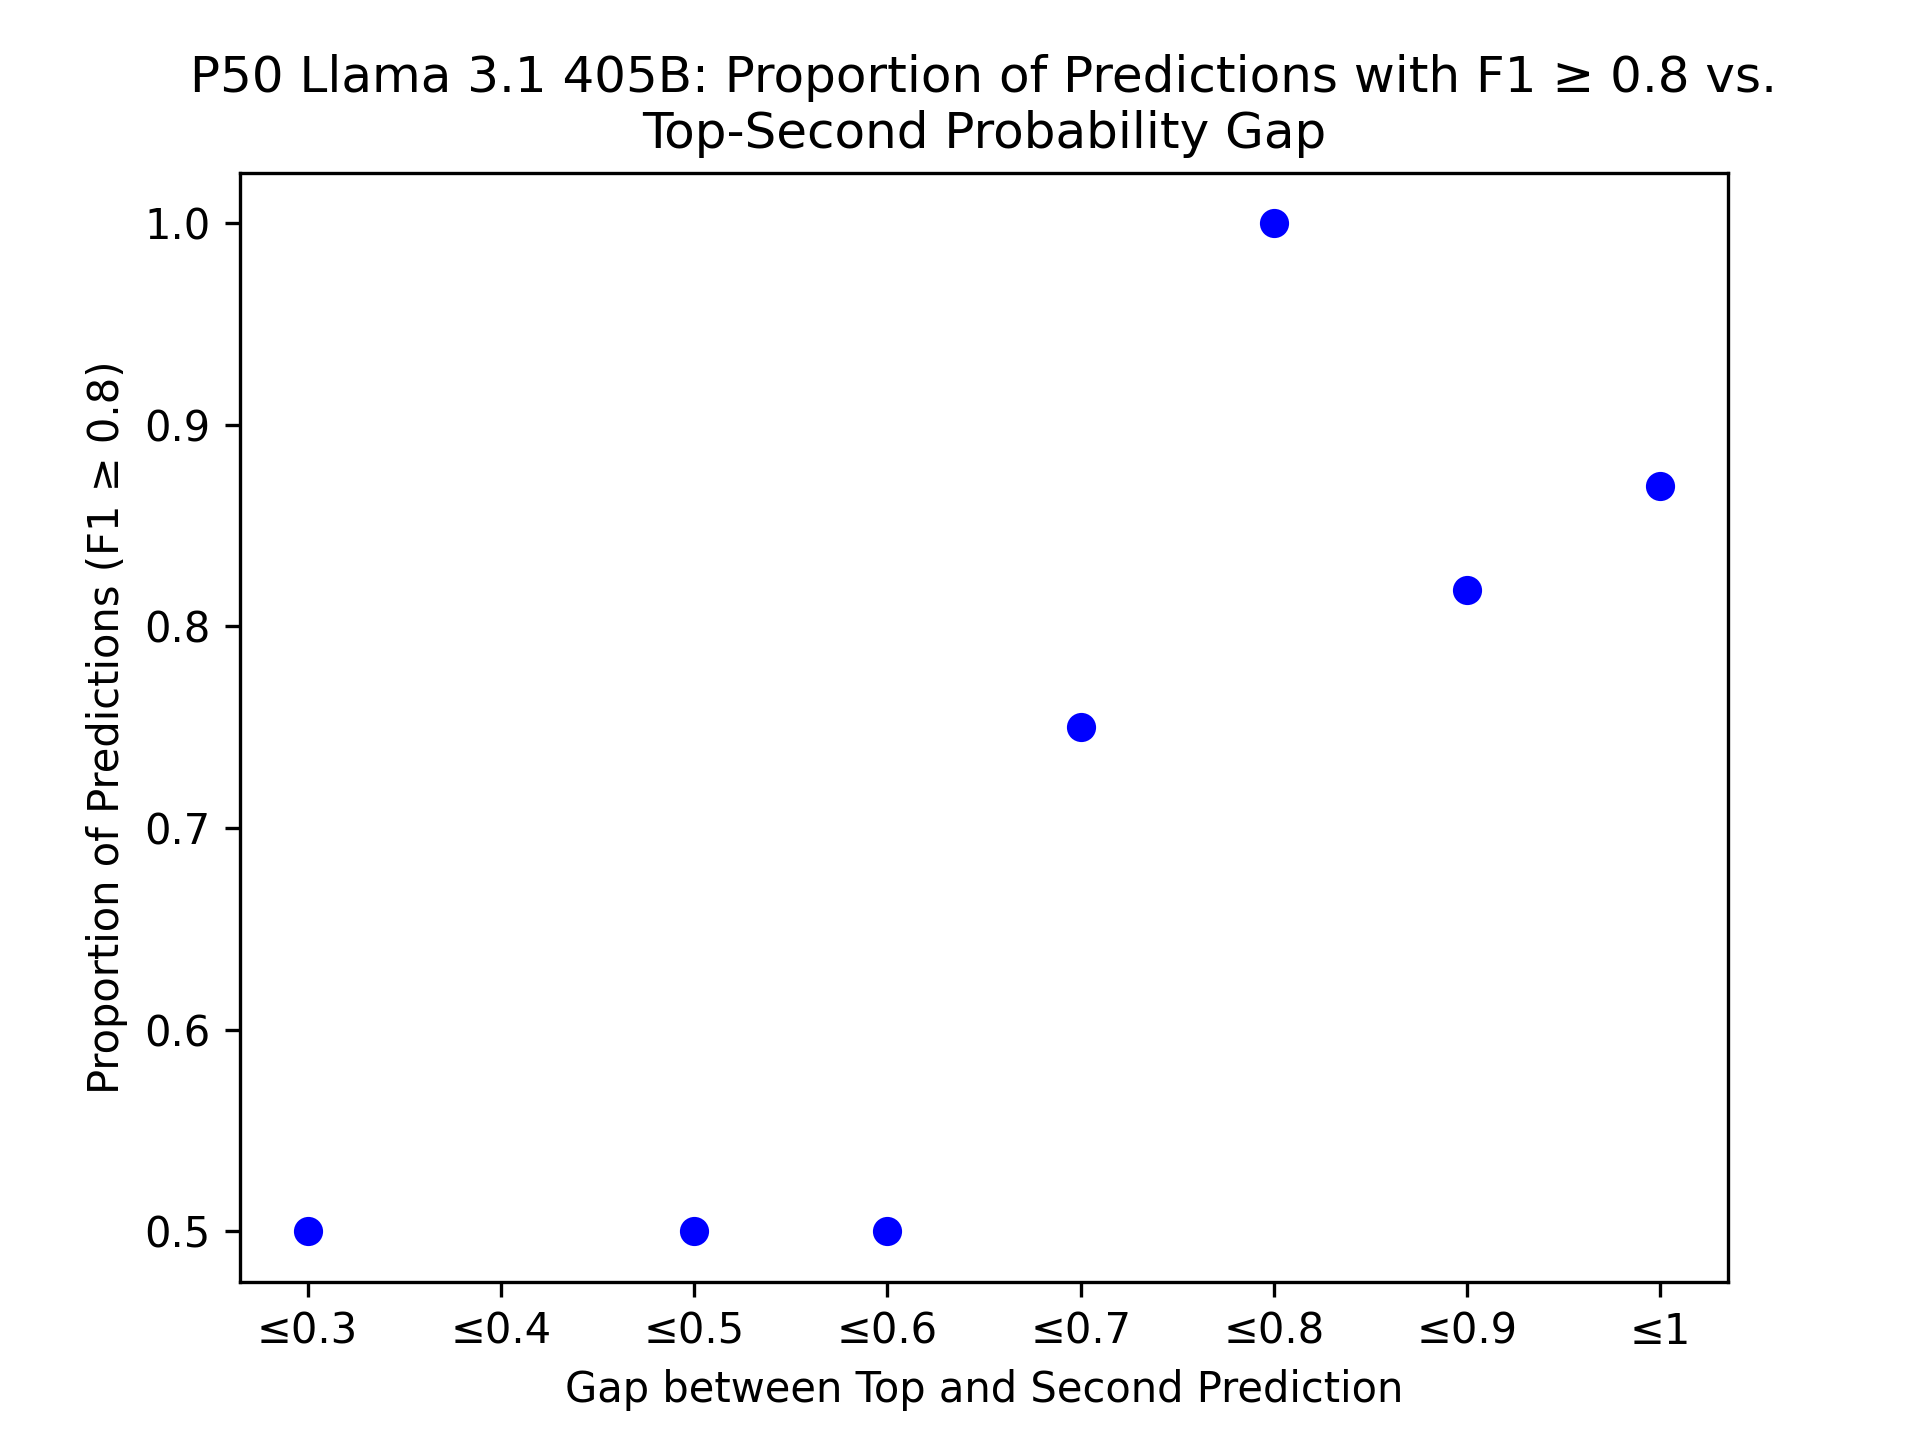 P50 Llama 3.1 405B: Proportion of Predictions with F1 ≥ 0.8 vs.
Top-Second Probability Gap
Proportion of Predictions (F1 ≥ 0.8)
1.0
0.9
0.8
0.7
0.6
0.5
≤0.3 ≤0.4 ≤0.5 ≤0.6 ≤0.7 ≤0.8 ≤0.9 ≤1
Gap between Top and Second Prediction